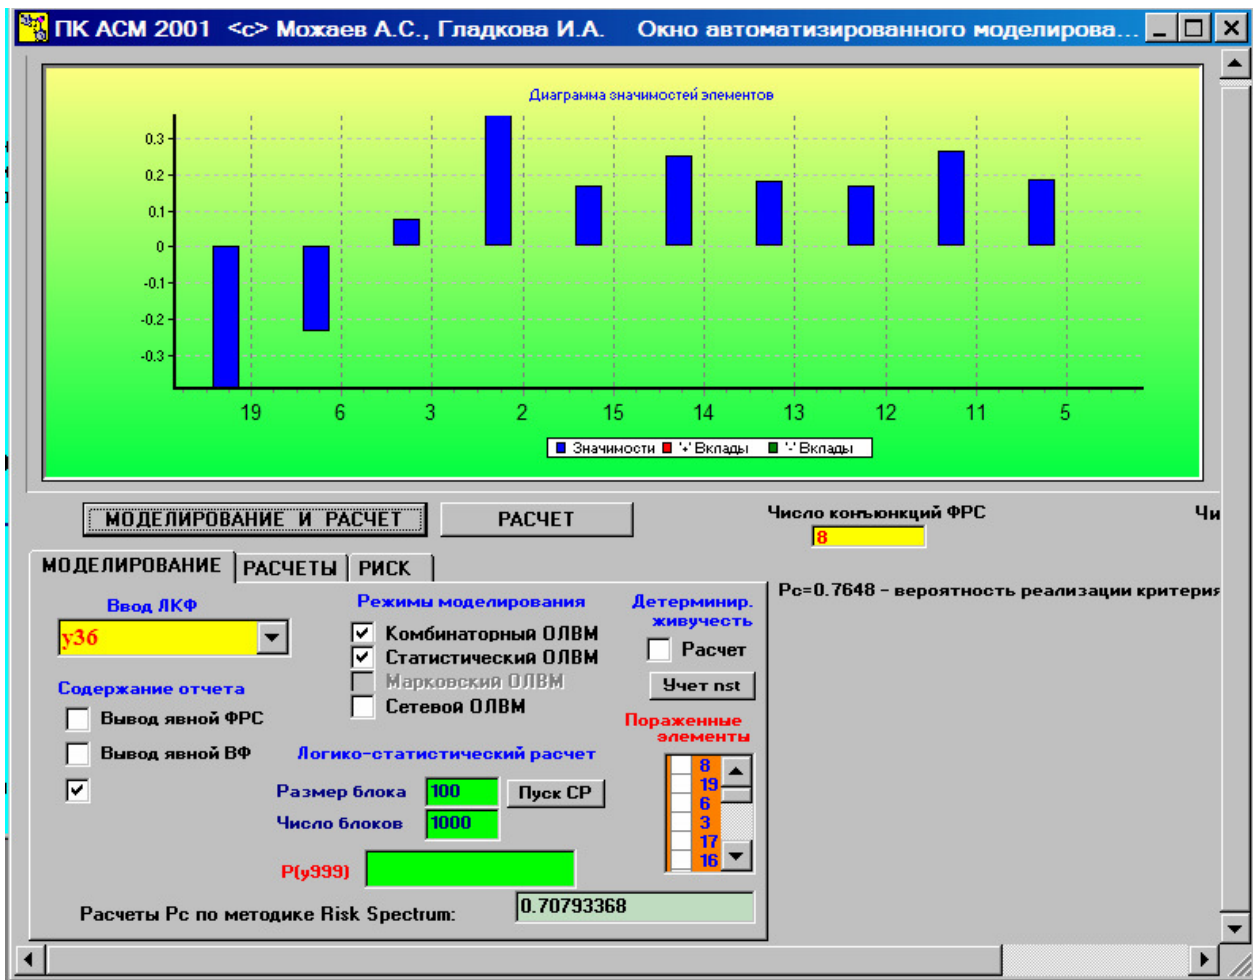 ПК АСМ 2001 <c> Можаев А.С., Гладкова И.А. Окно автоматизированного моделирова...
Диаграмма значимостей элементов
0.3
0.2
0.1
0
-0.1
-0.2
-0.3
19 6 3 2 15 14 13 12 11 5
Значимости '+' Вклады '-' Вклады
МОДЕЛИРОВАНИЕ И РАСЧЕТ
РАСЧЕТ
Число конъюнкций ФРС
Чи
8
МОДЕЛИРОВАНИЕ РАСЧЕТЫ РИСК
Pc=0.7648 - вероятность реализации критерия
Ввод ЛКФ
y36
Содержание отчета
Вывод явной ФРС
Вывод явной ВФ
Режимы моделирования
Комбинаторный ОЛВМ
Статистический ОЛВМ
Марковский ОЛВМ
Сетевой ОЛВМ
Детерминир.
живучесть
Расчет
Учет nst
Пораженные
элементы
8
19
6
3
17
16
Логико-статистический расчет
Размер блока 100 Пуск СР
Число блоков 1000
P(y999)
Расчеты Pc по методике Risk Spectrum: 0.70793368